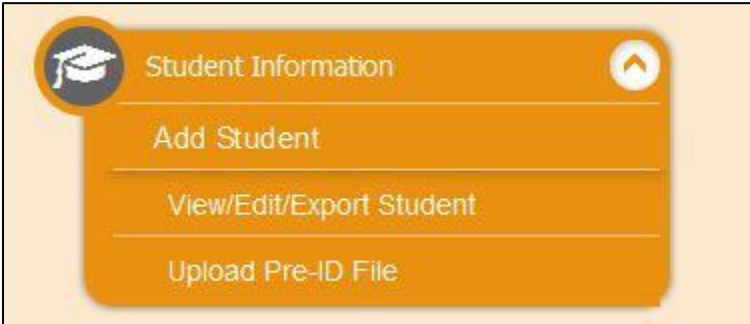 Student Information
Add Student
View/Edit/Export Student
Upload Pre-ID File